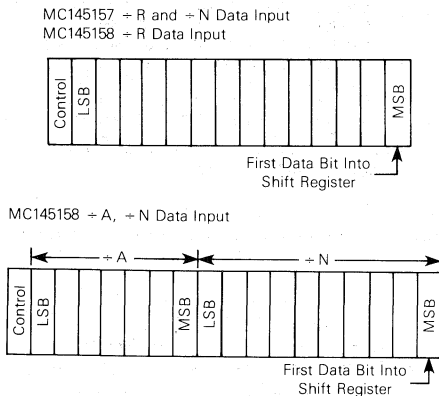 MC145157 ÷ R and ÷ N Data Input
MC145158 ÷ R Data Input
Control
LSB
MSB
First Data Bit Into
Shift Register
MC145158 ÷ A, ÷ N Data Input
÷ A
÷ N
Control
LSB
MSB
LSB
MSB
First Data Bit Into
Shift Register